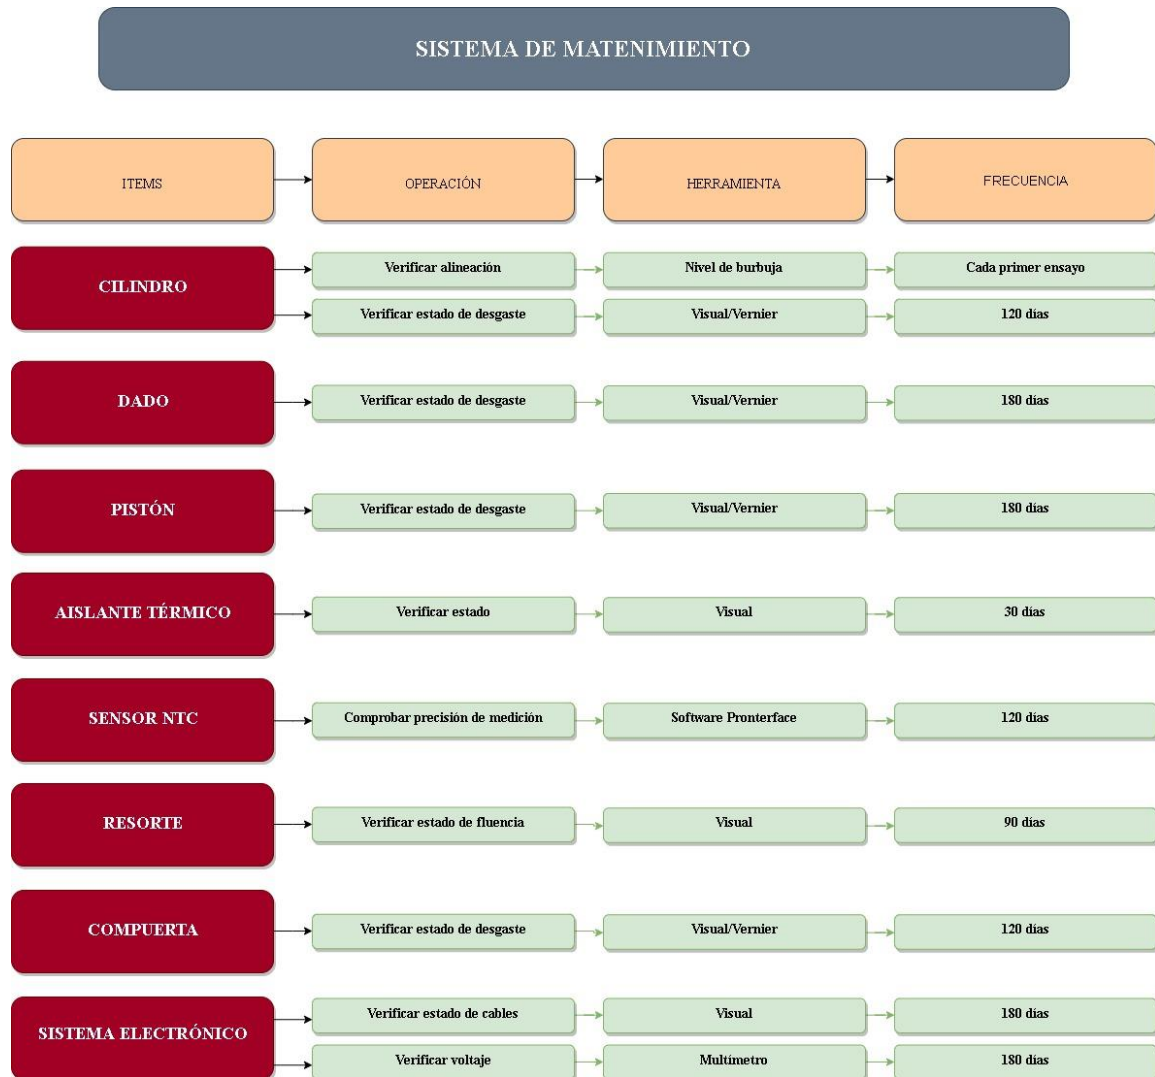 SISTEMA DE MATENIMIENTO
ITEMS
OPERACIÓN
HERRAMIENTA
FRECUENCIA
CILINDRO
Verificar alineación
Nivel de burbuja
Cada primer ensayo
Verificar estado de desgaste
Visual/Vernier
120 días
DADO
Verificar estado de desgaste
Visual/Vernier
180 días
PISTÓN
Verificar estado de desgaste
Visual/Vernier
180 días
AISLANTE TÉRMICO
Verificar estado
Visual
30 días
SENSOR NTC
Comprobar precisión de medición
Software Pronterface
120 días
RESORTE
Verificar estado de fluencia
Visual
90 días
COMPUERTA
Verificar estado de desgaste
Visual/Vernier
120 días
SISTEMA ELECTRÓNICO
Verificar estado de cables
Visual
180 días
Verificar voltaje
Multímetro
180 días